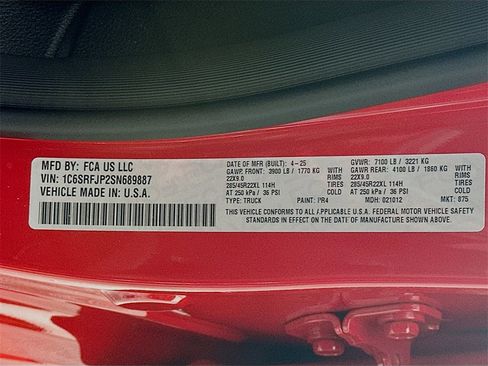 MFD BY: FCA US LLC
VIN: 1C6SRFJP2SN689887
VEHICLE MADE IN: U.S.A.
DATE OF MFR (BUILT): 4-25
GVWR: 7100 LB / 3221 KG
GAWR FRONT: 3900 LB / 1770 KG WITH
GAWR REAR: 4100 LB / 1860 KG WITH
22X9.0 RIMS
22X9.0 RIMS
285/45R22XL 114H TIRES
285/45R22XL 114H TIRES
AT 250 kPa / 36 PSI COLD
AT 250 kPa / 36 PSI COLD
TYPE: TRUCK PAINT: PR4 MDH: 021012 MKT: 875
THIS VEHICLE CONFORMS TO ALL APPLICABLE U.S.A. FEDERAL MOTOR VEHICLE SAFETY
STANDARDS IN EFFECT ON THE DATE OF MANUFACTURE SHOWN ABOVE.